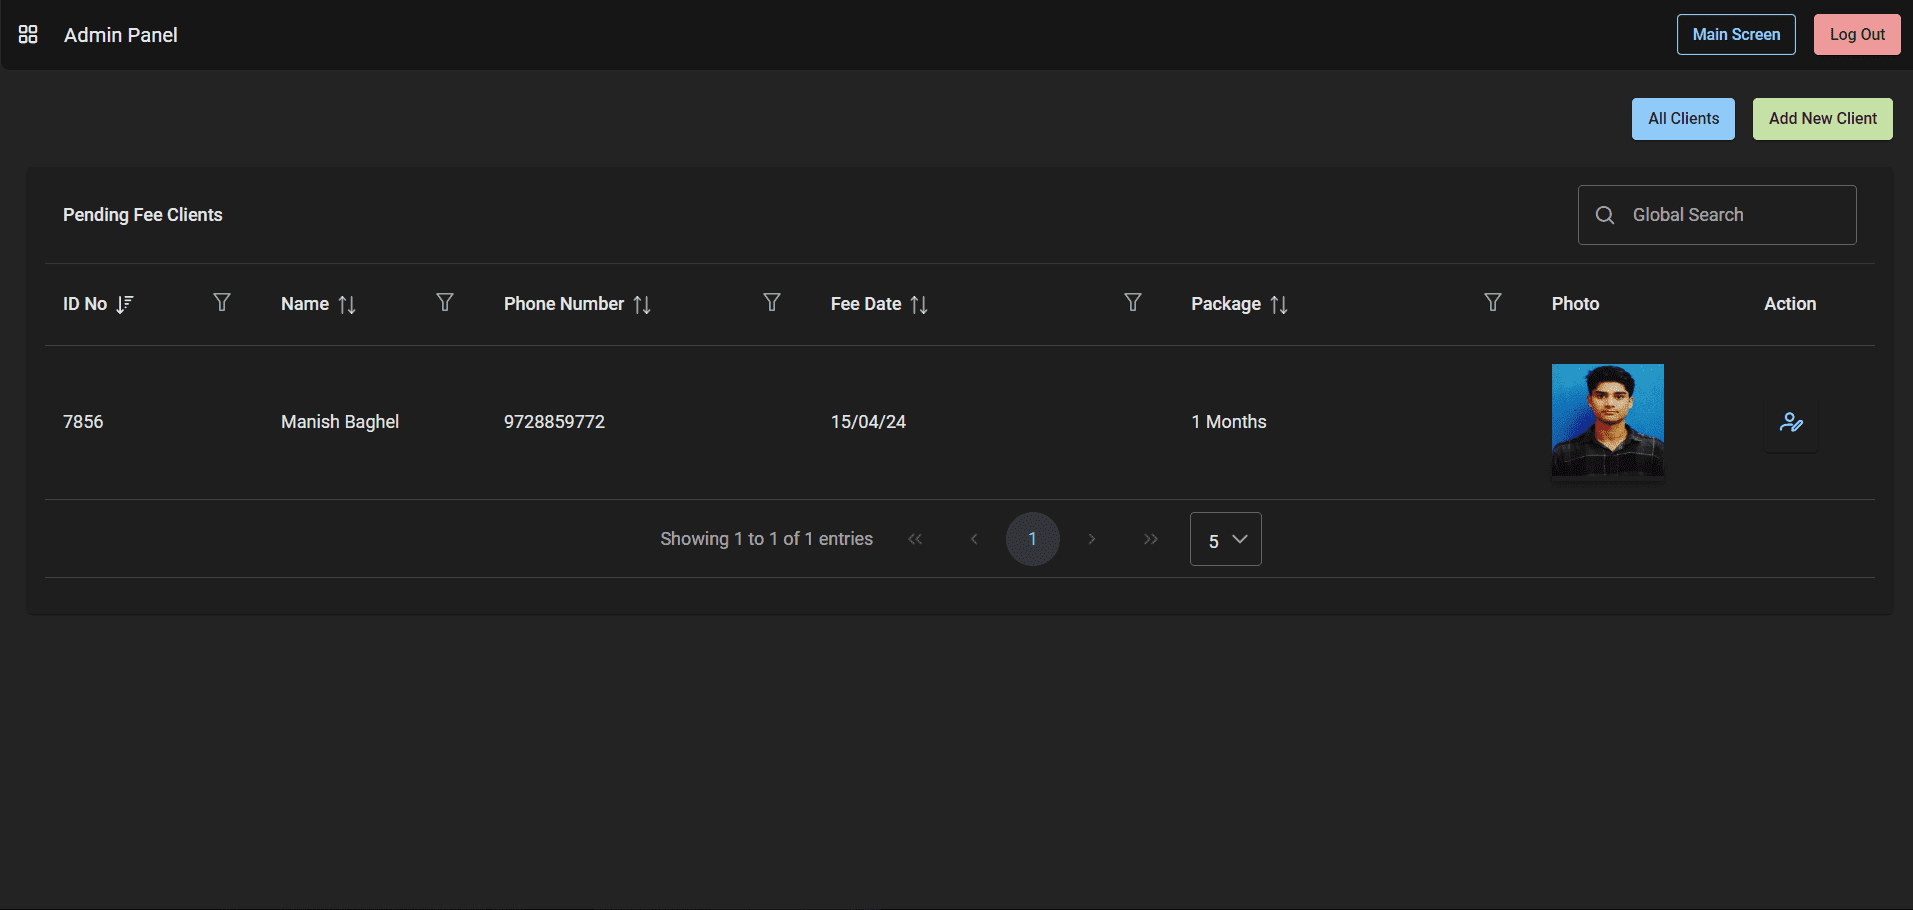 Admin Panel
Main Screen
Log Out
All Clients
Add New Client
Pending Fee Clients
Global Search
ID No Name Phone Number Fee Date Package Photo Action
7856 Manish Baghel 9728859772 15/04/24 1 Months
Showing 1 to 1 of 1 entries 1 5